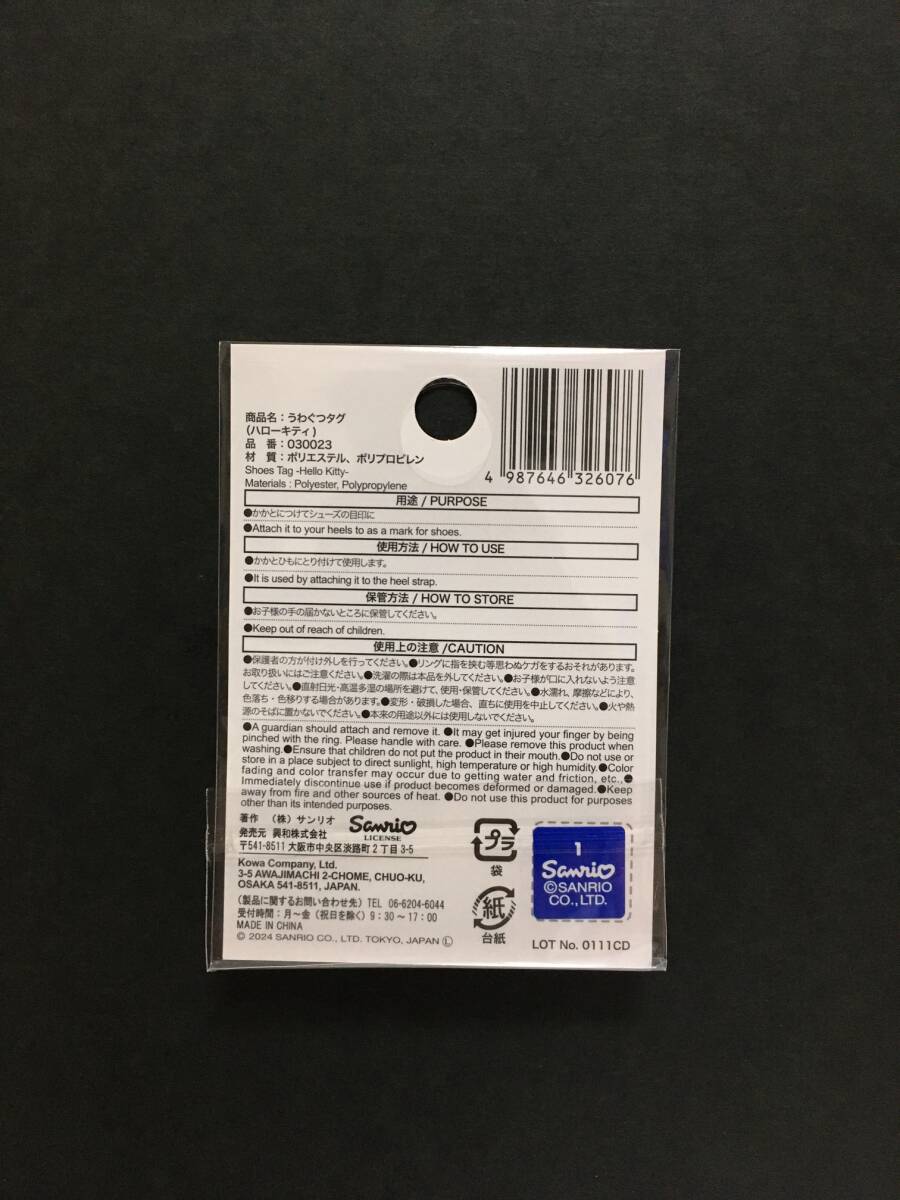 商品名：うわぐつタグ
(ハローキティ)
品 番：030023
材 質：ポリエステル、ポリプロピレン
Shoes Tag -Hello Kitty-
Materials : Polyester, Polypropylene
4 987646 326076
用途 / PURPOSE
●かかとにつけてシューズの目印に
●Attach it to your heels to as a mark for shoes.
使用方法 / HOW TO USE
●かかとひもにとり付けて使用します。
●It is used by attaching it to the heel strap.
保管方法 / HOW TO STORE
●お子様の手の届かないところに保管してください。
●Keep out of reach of children.
使用上の注意 /CAUTION
●保護者の方が付け外しを行ってください。●リングに指を挟む等思わぬケガをするおそれがあります。
お取り扱いにはご注意ください。●洗濯の際は本品を外してください。●お子様が口に入れないよう注意
してください。●直射日光・高温多湿の場所を避けて、使用・保管してください。●水濡れ、摩擦などにより、
色落ち・色移りする場合があります。●変形・破損した場合、直ちに使用を中止してください。●火や熱
源のそばに置かないでください。●本来の用途以外には使用しないでください。
●A guardian should attach and remove it. ●It may get injured your finger by being
pinched with the ring. Please handle with care. ●Please remove this product when
washing.●Ensure that children do not put the product in their mouth.●Do not use or
store in a place subject to direct sunlight, high temperature or high humidity.●Color
fading and color transfer may occur due to getting water and friction, etc.,●
Immediately discontinue use if product becomes deformed or damaged.●Keep
away from fire and other sources of heat. ●Do not use this product for purposes
other than its intended purposes.
著作 （株）サンリオ
発売元 興和株式会社
Sanrio
LICENSE
〒541-8511 大阪市中央区淡路町2丁目3-5
Kowa Company, Ltd.
3-5 AWAJIMACHI 2-CHOME, CHUO-KU,
OSAKA 541-8511, JAPAN.
(製品に関するお問い合わせ先) TEL 06-6204-6044
受付時間：月～金 (祝日を除く) 9：30～17：00
MADE IN CHINA
© 2024 SANRIO CO., LTD. TOKYO, JAPAN Ⓛ
プラ
袋
紙
台紙
1
Sanrio
©SANRIO
CO., LTD.
LOT No. 0111CD